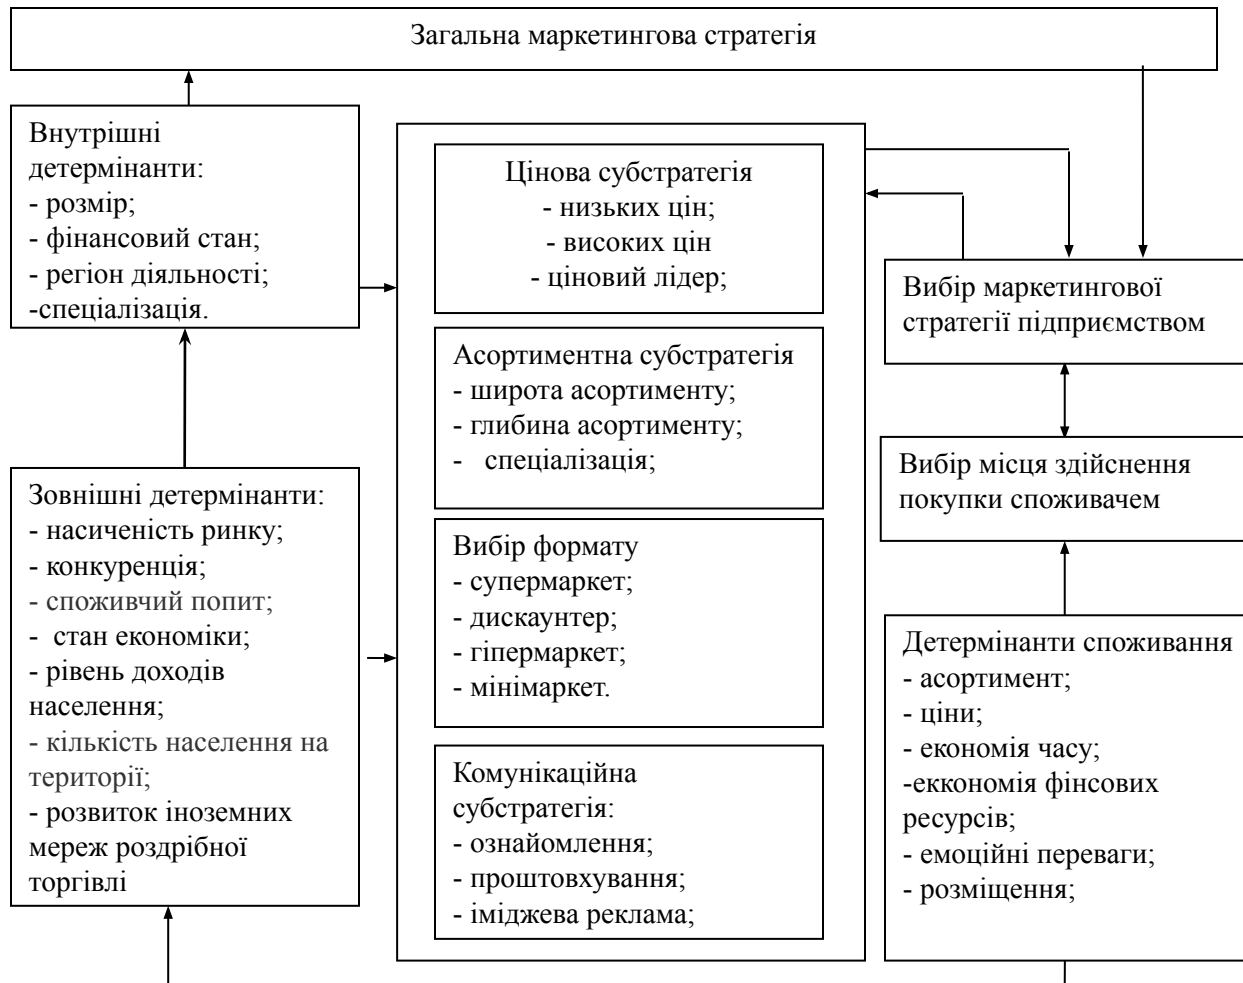 Загальна маркетингова стратегія
Внутрішні
детермінанти:
- розмір;
- фінансовий стан;
- регіон діяльності;
-спеціалізація.
Зовнішні детермінанти:
- насиченість ринку;
- конкуренція;
- споживчий попит;
- стан економіки;
- рівень доходів
населення;
- кількість населення на
території;
- розвиток іноземних
мереж роздрібної
торгівлі
Цінова субстратегія
- низьких цін;
- високих цін
- ціновий лідер;
Асортиментна субстратегія
- широта асортименту;
- глибина асортименту;
- спеціалізація;
Вибір формату
- супермаркет;
- дискаунтер;
- гіпермаркет;
- мінімаркет.
Комунікаційна
субстратегія:
- ознайомлення;
- проштовхування;
- іміджева реклама;
Вибір маркетингової
стратегії підприємством
Вибір місця здійснення
покупки споживачем
Детермінанти споживання
- асортимент;
- ціни;
- економія часу;
-еккономія фінсових
ресурсів;
- емоційні переваги;
- розміщення;